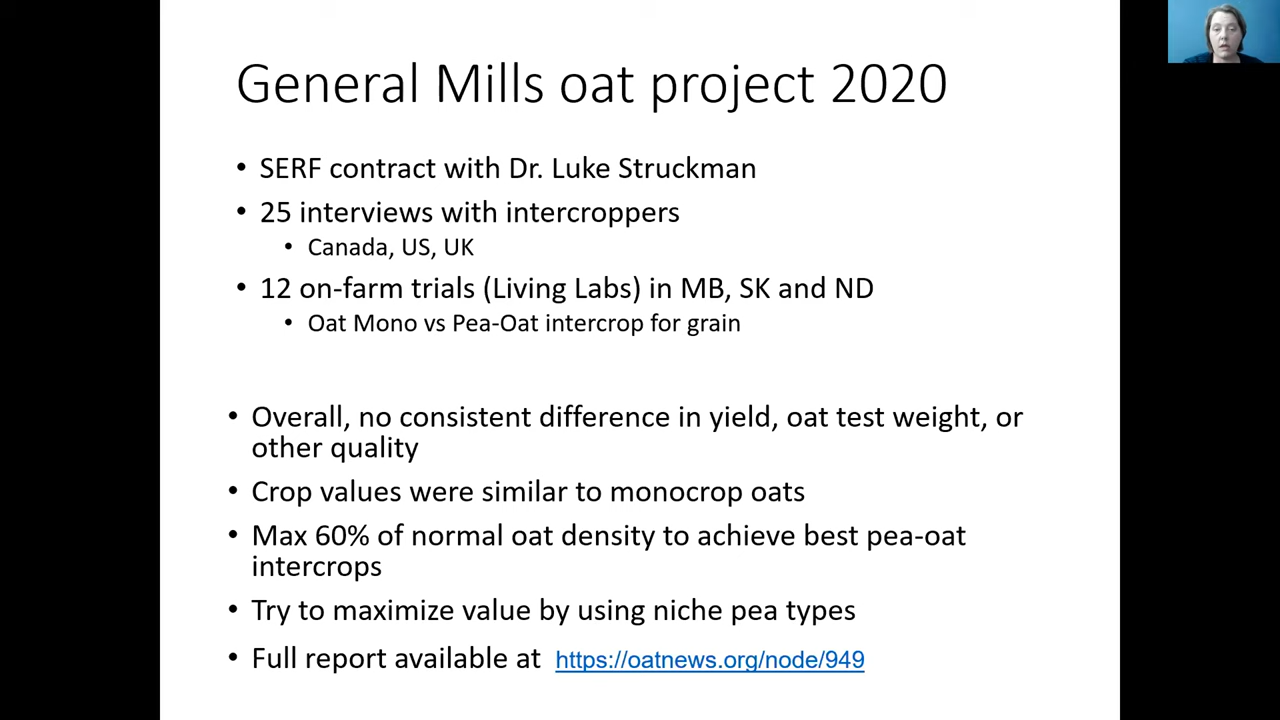 General Mills oat project 2020
• SERF contract with Dr. Luke Struckman
• 25 interviews with intercroppers
• Canada, US, UK
• 12 on-farm trials (Living Labs) in MB, SK and ND
• Oat Mono vs Pea-Oat intercrop for grain
• Overall, no consistent difference in yield, oat test weight, or
other quality
• Crop values were similar to monocrop oats
• Max 60% of normal oat density to achieve best pea-oat
intercrops
• Try to maximize value by using niche pea types
• Full report available at https://oatnews.org/node/949